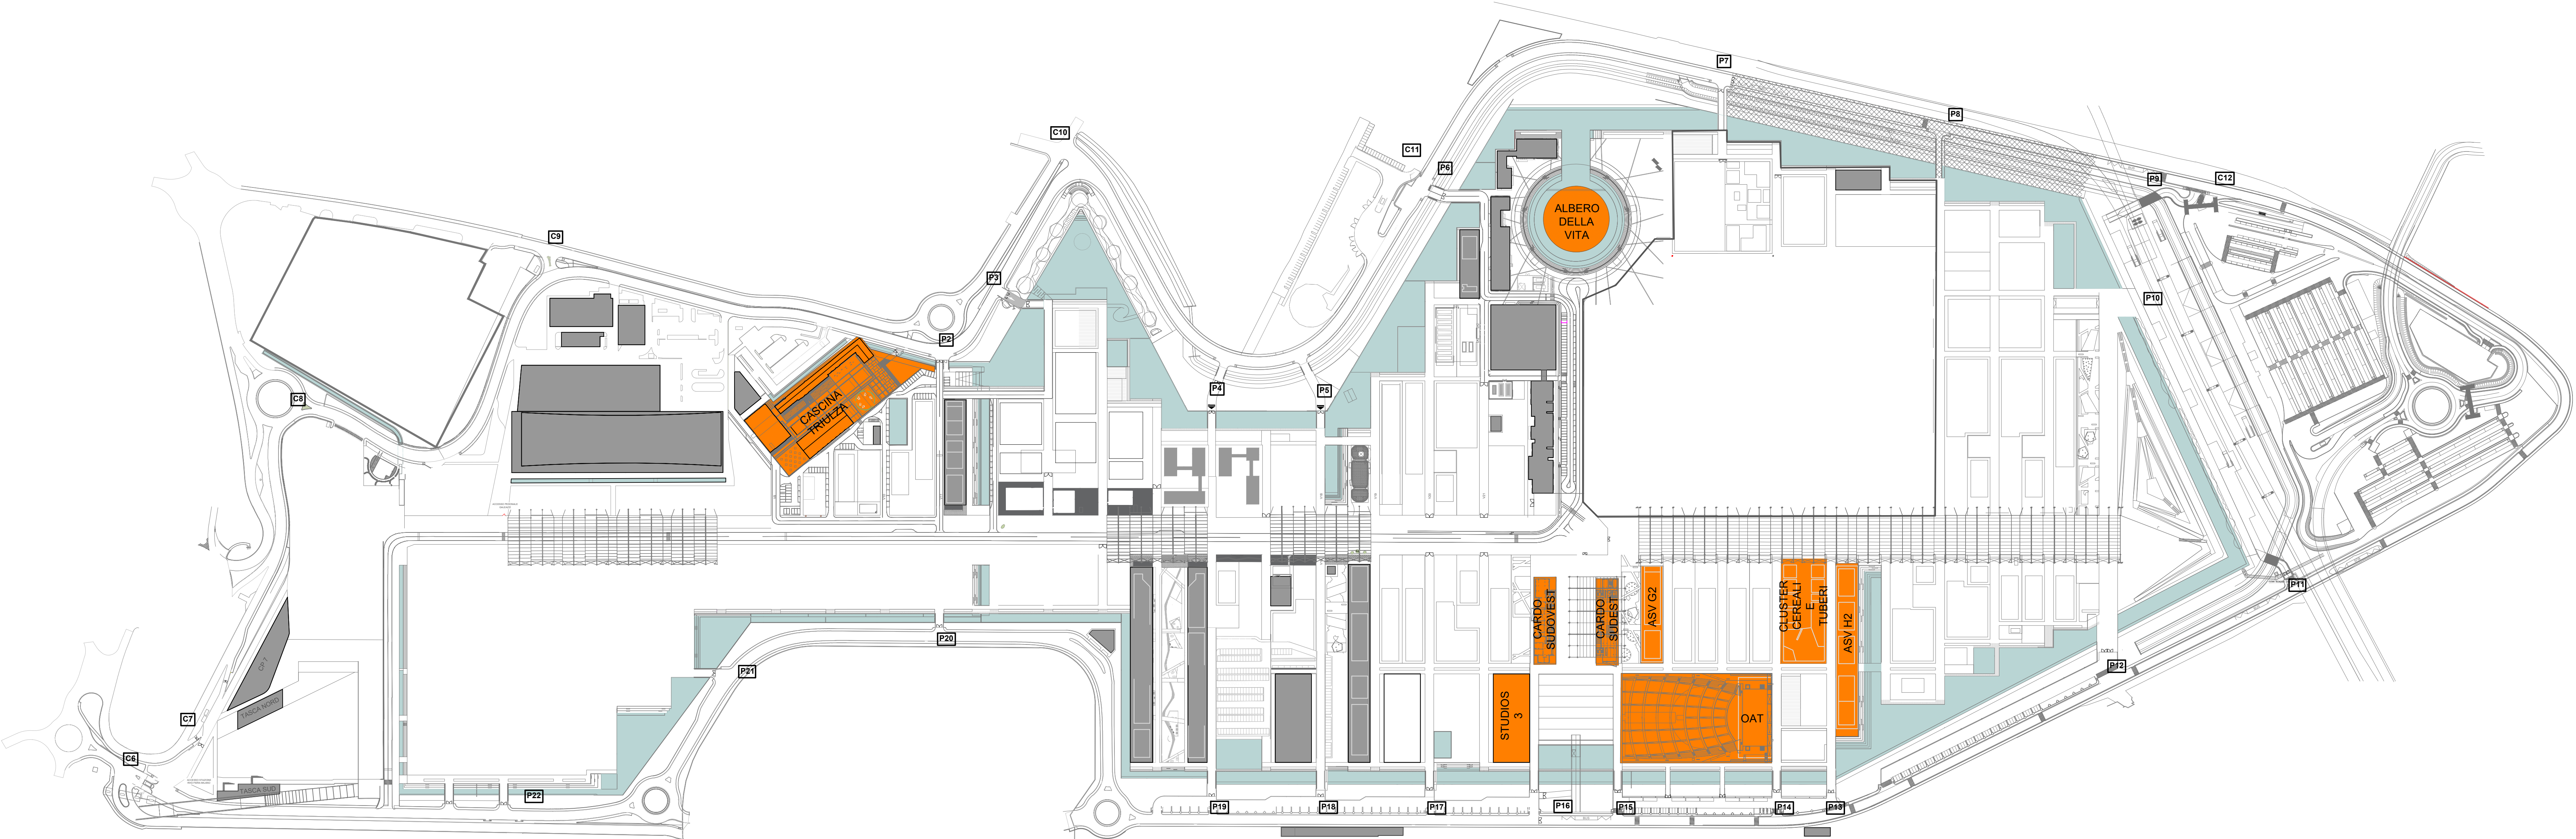 P7
P8
C10
C11
P6
P9
C12
ALBERO
DELLA
VITA
C9
P3
P10
P2
P4
P5
C8
CASCINA
TRIULZA
P11
CARDO
SUDOVEST
CARDO
SUDEST
ASV G2
CLUSTER
CEREALI
E
TUBERI
ASV H2
P20
P21
P12
CP 7
TASCA NORD
C7
STUDIOS
3
OAT
C6
TASCA SUD
P22
P19
P18
P17
P16
P15
P14
P13